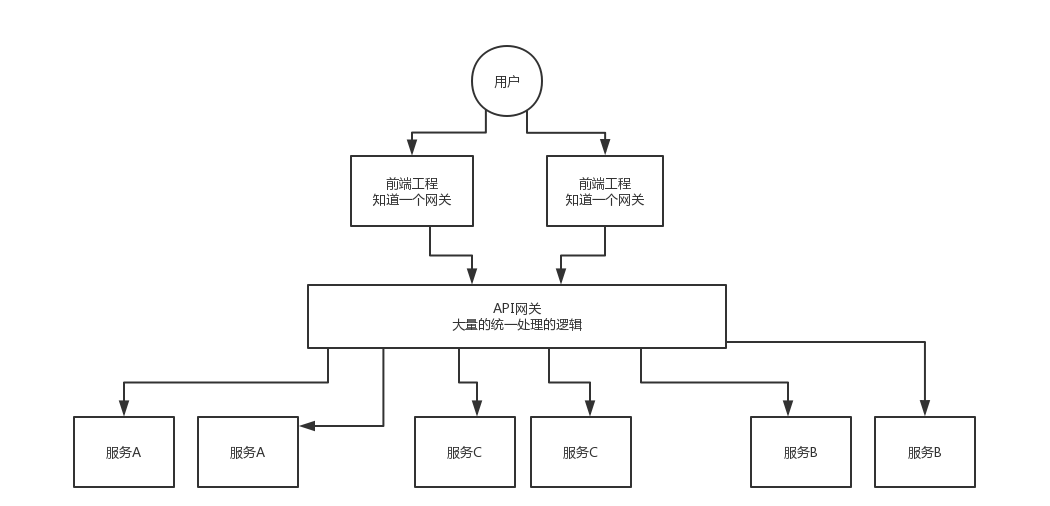 用户
前端工程
知道一个网关
前端工程
知道一个网关
API网关
大量的统一处理的逻辑
服务A
服务A
服务C
服务C
服务B
服务B